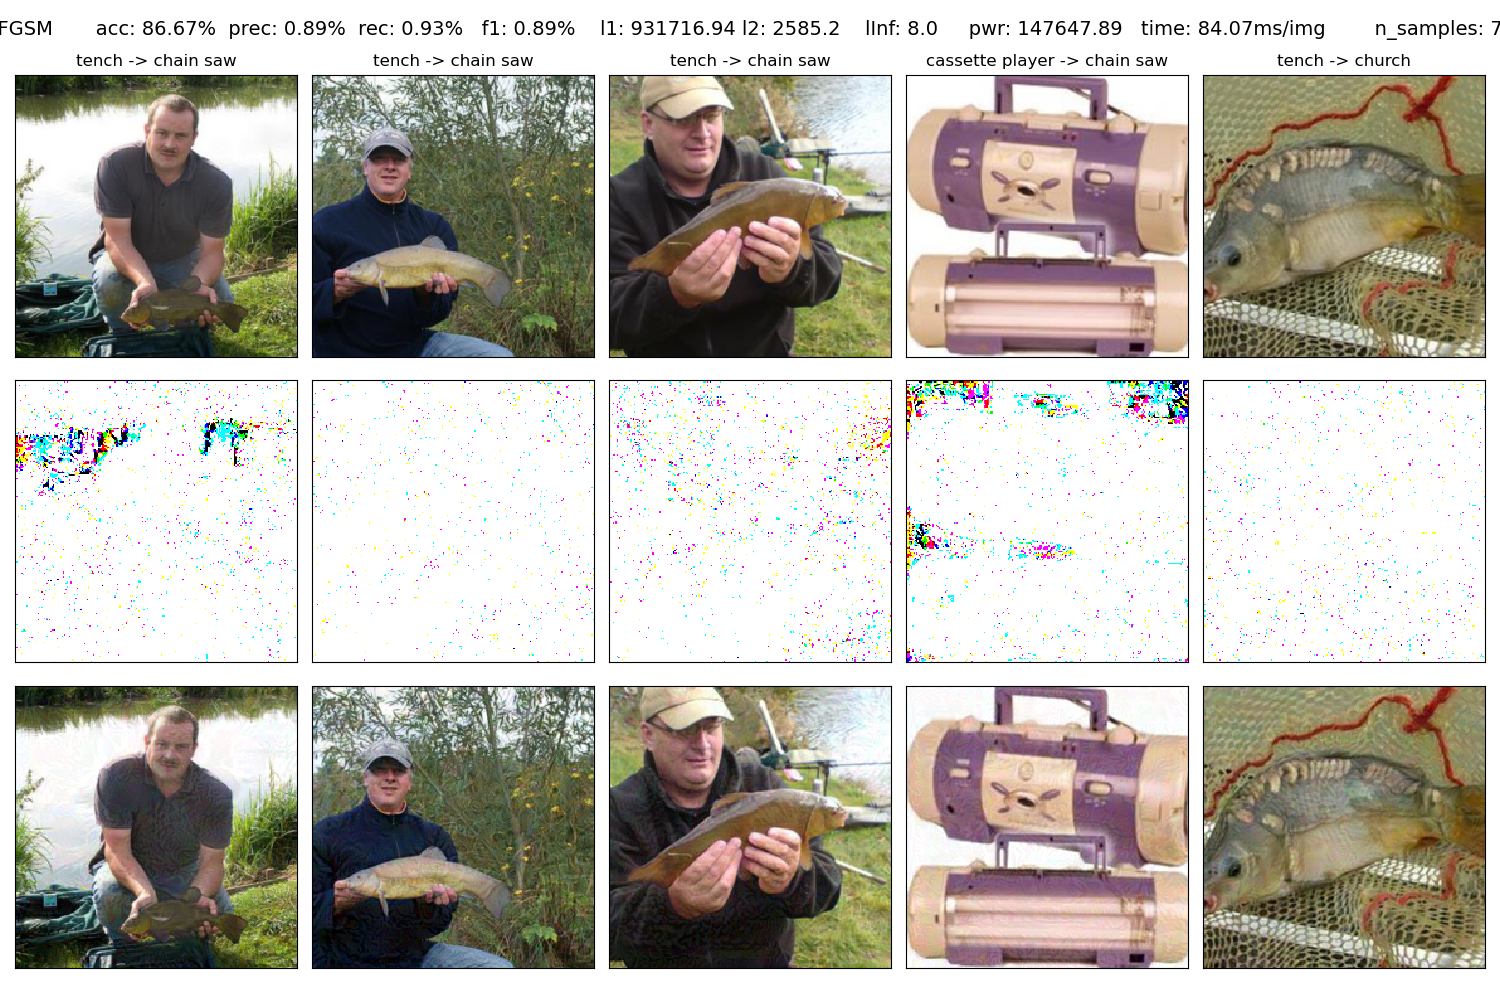 FGSM acc: 86.67% prec: 0.89% rec: 0.93% f1: 0.89% l1: 931716.94 l2: 2585.2 lInf: 8.0 pwr: 147647.89 time: 84.07ms/img n_samples: 7
tench -> chain saw
tench -> chain saw
tench -> chain saw
cassette player -> chain saw
tench -> church